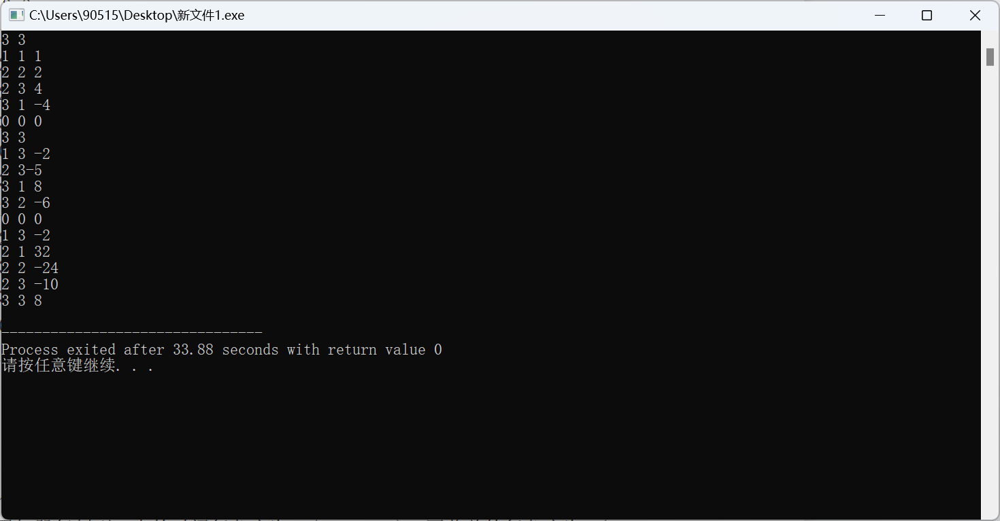 C:\Users\90515\Desktop\新文件1.exe
3 3
1 1 1
2 2 2
2 3 4
3 1 -4
0 0 0
3 3
1 3 -2
2 3-5
3 1 8
3 2 -6
0 0 0
1 3 -2
2 1 32
2 2 -24
2 3 -10
3 3 8
--------------------------------
Process exited after 33.88 seconds with return value 0
请按任意键继续. . .